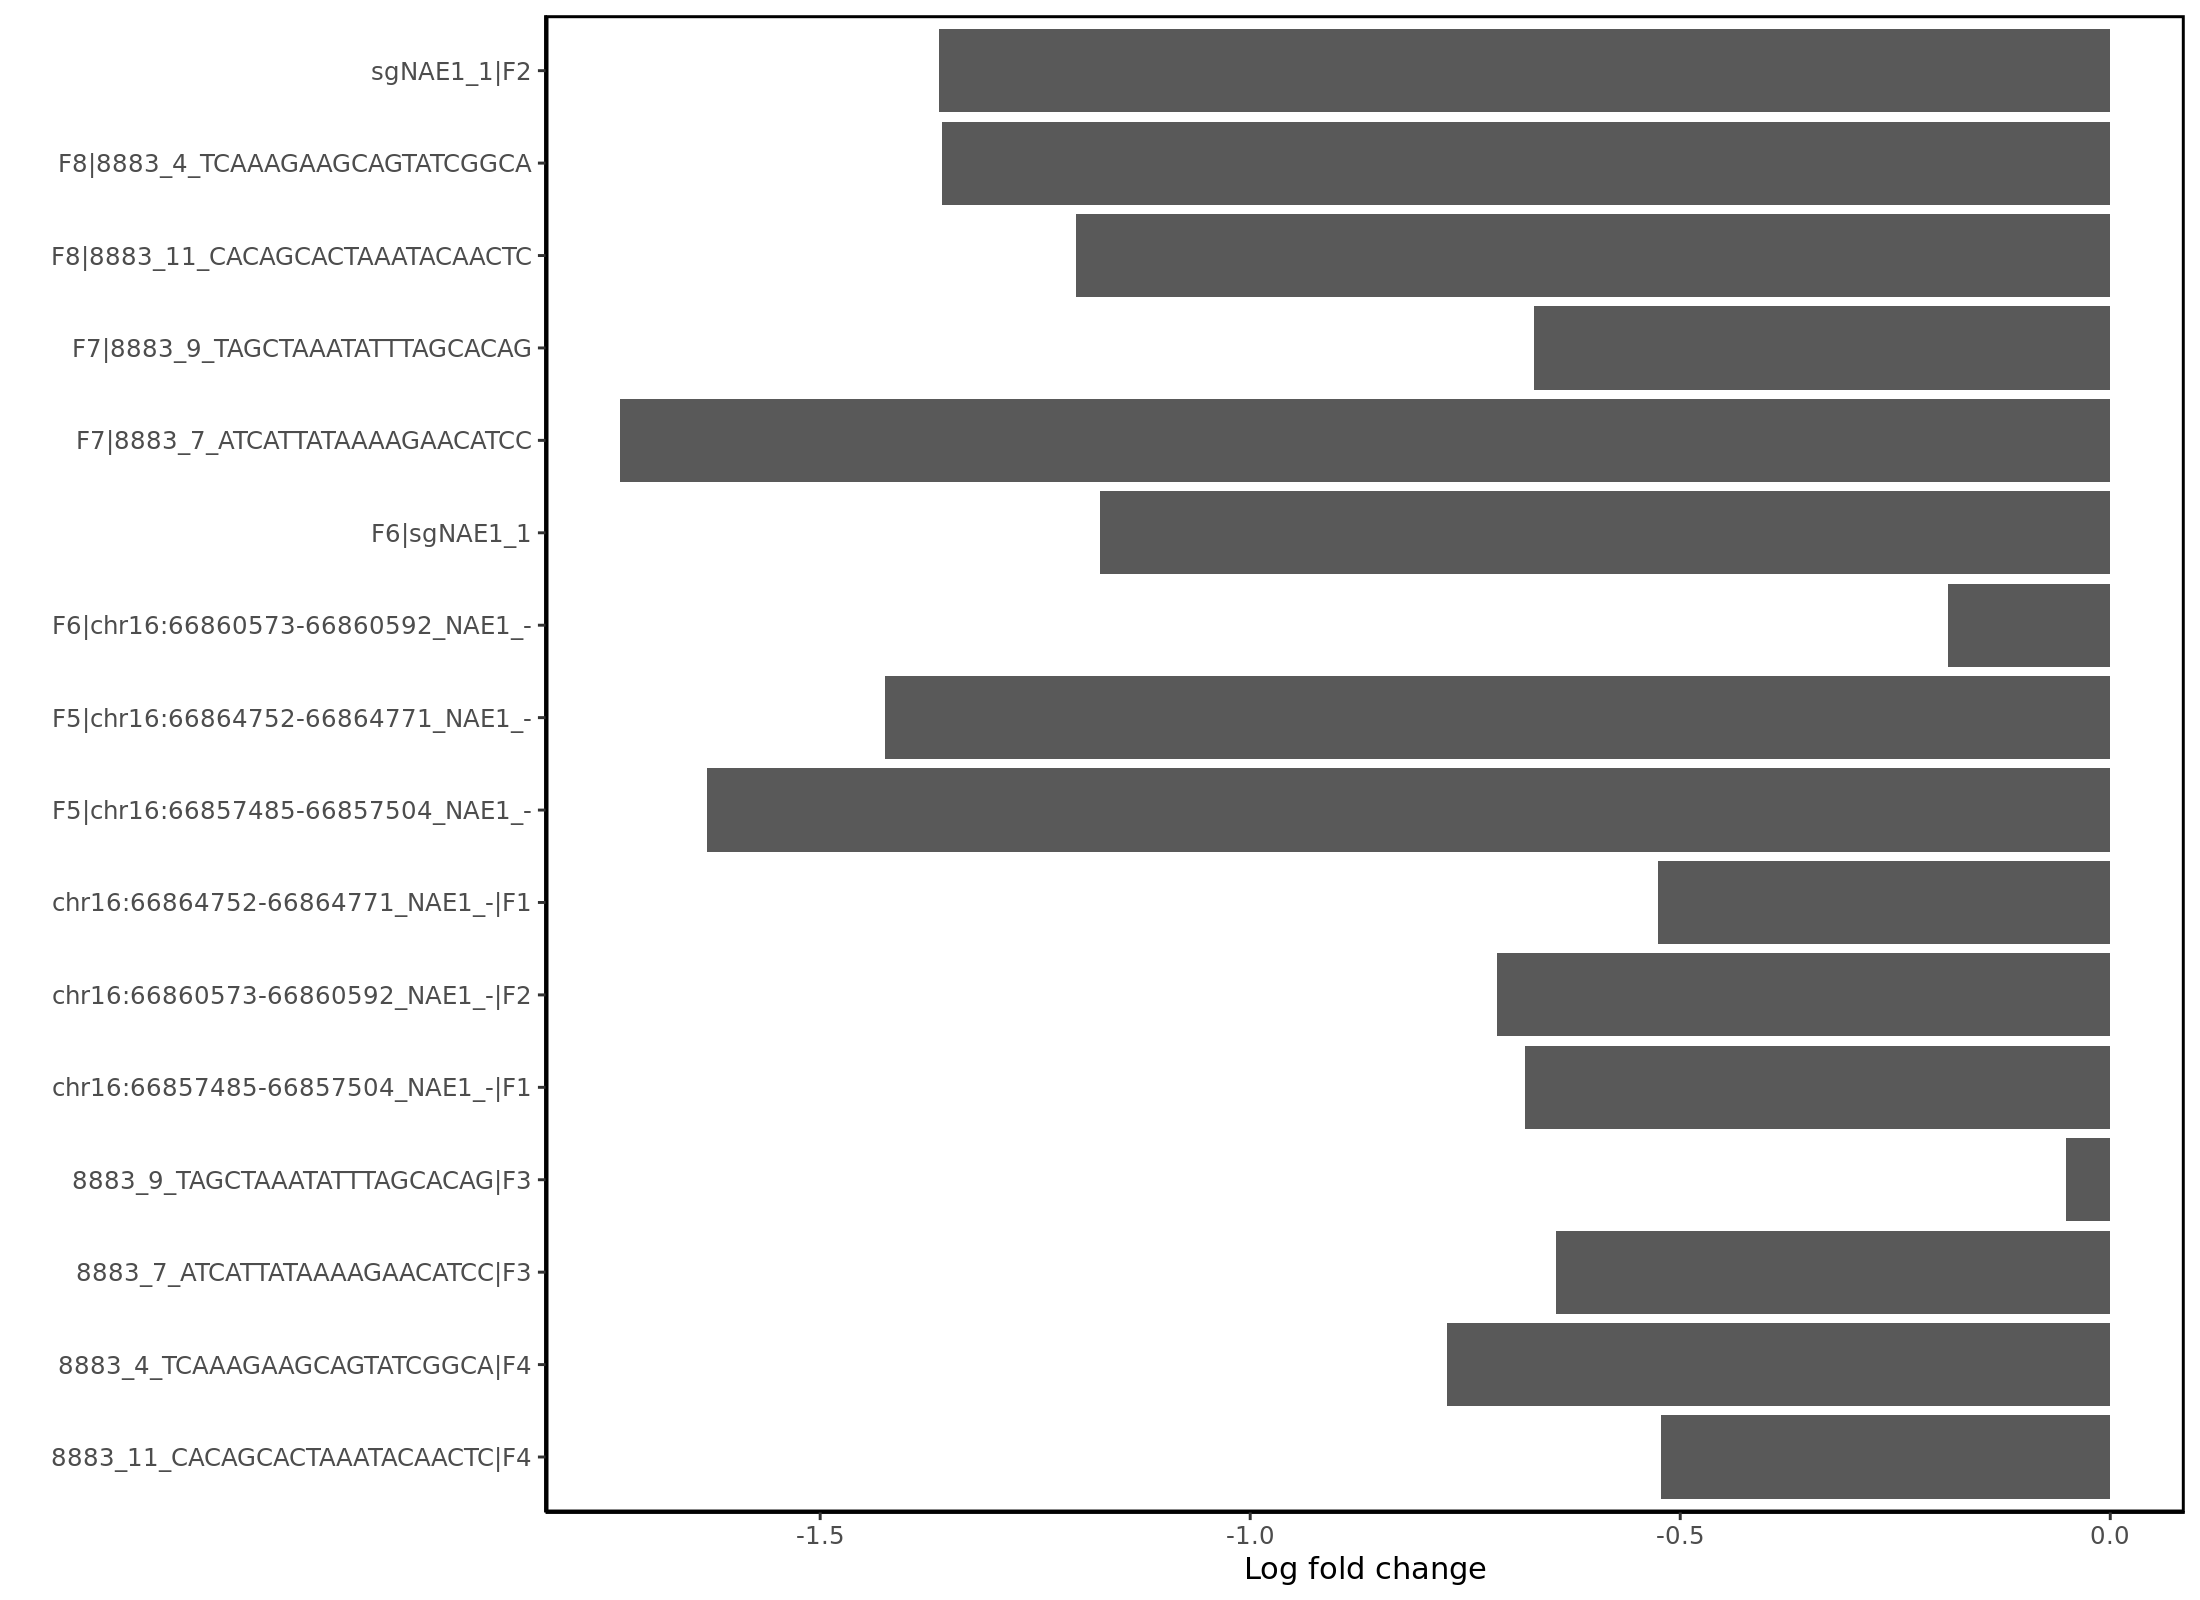 sgNAE1_1|F2
F8|8883_4_TCAAAGAAGCAGTATCGGCA
F8|8883_11_CACAGCACTAAATACAACTC
F7|8883_9_TAGCTAAATATTTAGCACAG
F7|8883_7_ATCATTATAAAAGAACATCC
F6|sgNAE1_1
F6|chr16:66860573-66860592_NAE1_-
F5|chr16:66864752-66864771_NAE1_-
F5|chr16:66857485-66857504_NAE1_-
chr16:66864752-66864771_NAE1_-|F1
chr16:66860573-66860592_NAE1_-|F2
chr16:66857485-66857504_NAE1_-|F1
8883_9_TAGCTAAATATTTAGCACAG|F3
8883_7_ATCATTATAAAAGAACATCC|F3
8883_4_TCAAAGAAGCAGTATCGGCA|F4
8883_11_CACAGCACTAAATACAACTC|F4
-1.5 -1.0 -0.5 0.0
Log fold change